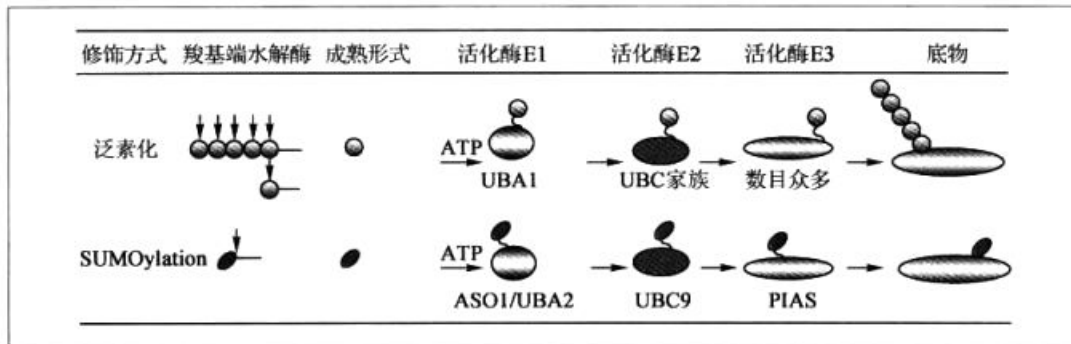 修饰方式 羧基端水解酶 成熟形式 活化酶E1 活化酶E2 活化酶E3 底物
泛素化 ATP UBA1 UBC家族 数目众多
SUMOylation ATP ASO1/UBA2 UBC9 PIAS